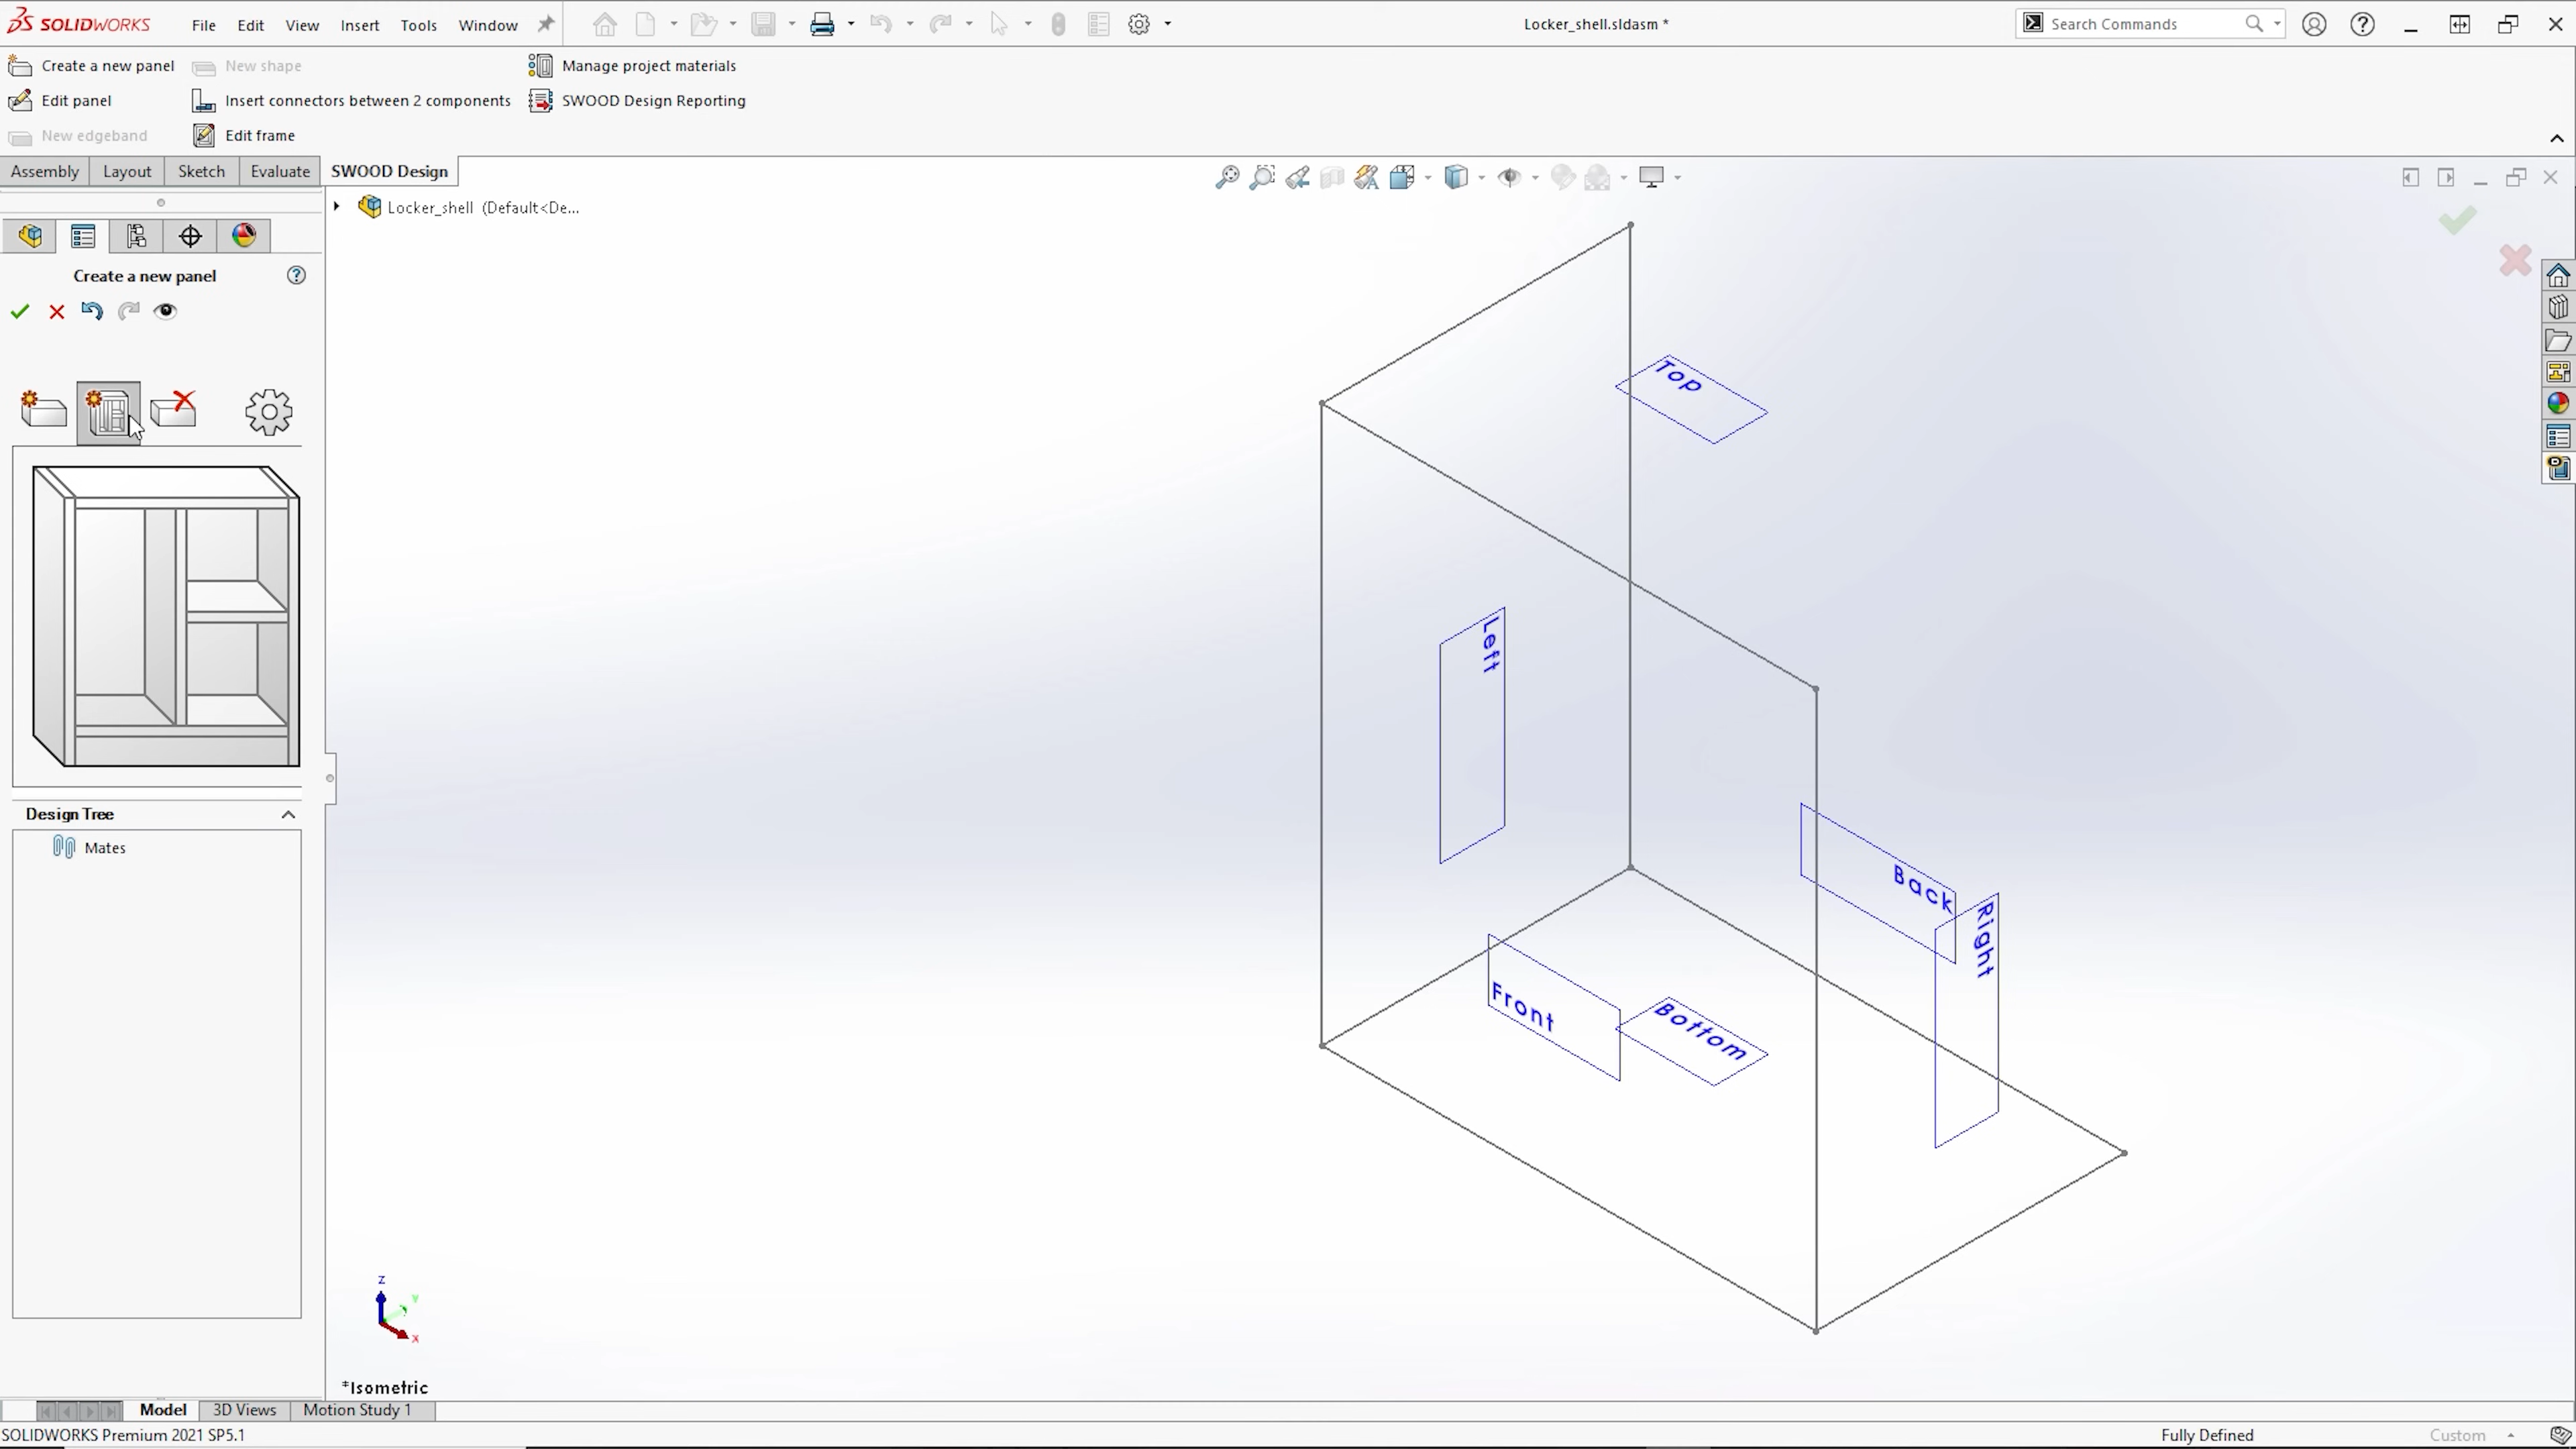 SOLIDWORKS File Edit View Insert Tools Window Locker_shell.sldasm * Search Commands
Create a new panel New shape Manage project materials
Edit panel Insert connectors between 2 components SWOOD Design Reporting
New edgeband Edit frame
Assembly Layout Sketch Evaluate SWOOD Design
Locker_shell (Default<De...
Create a new panel
Top
Left
Design Tree
Mates
Back
Right
Front
Bottom
Z
Y
X
*Isometric
Model 3D Views Motion Study 1
SOLIDWORKS Premium 2021 SP5.1 Fully Defined Custom